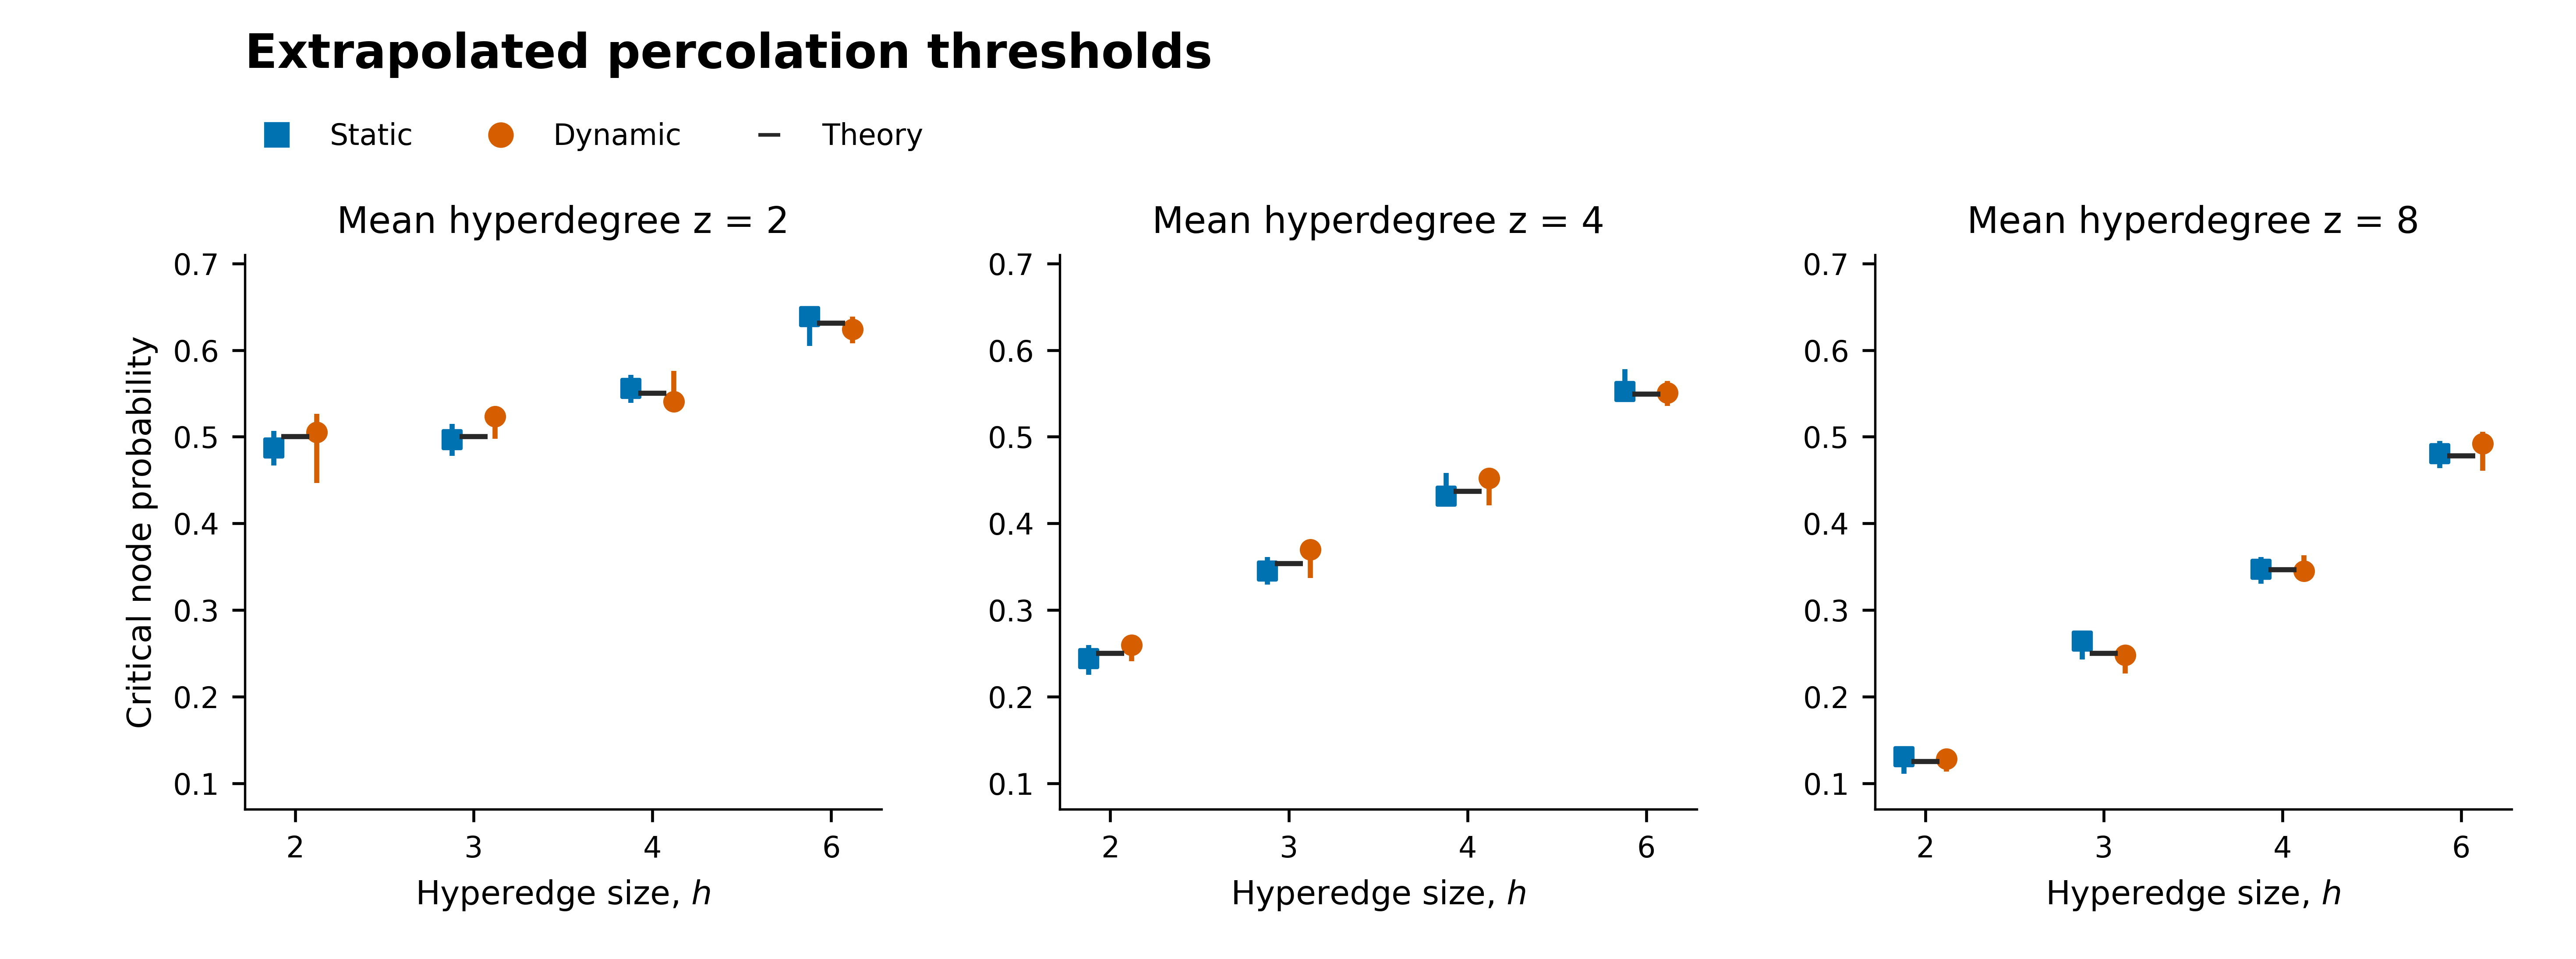 Extrapolated percolation thresholds
Static Dynamic Theory
Mean hyperdegree z = 2
Critical node probability
0.7
0.6
0.5
0.4
0.3
0.2
0.1
2 3 4 6
Hyperedge size, h
Mean hyperdegree z = 4
0.7
0.6
0.5
0.4
0.3
0.2
0.1
2 3 4 6
Hyperedge size, h
Mean hyperdegree z = 8
0.7
0.6
0.5
0.4
0.3
0.2
0.1
2 3 4 6
Hyperedge size, h